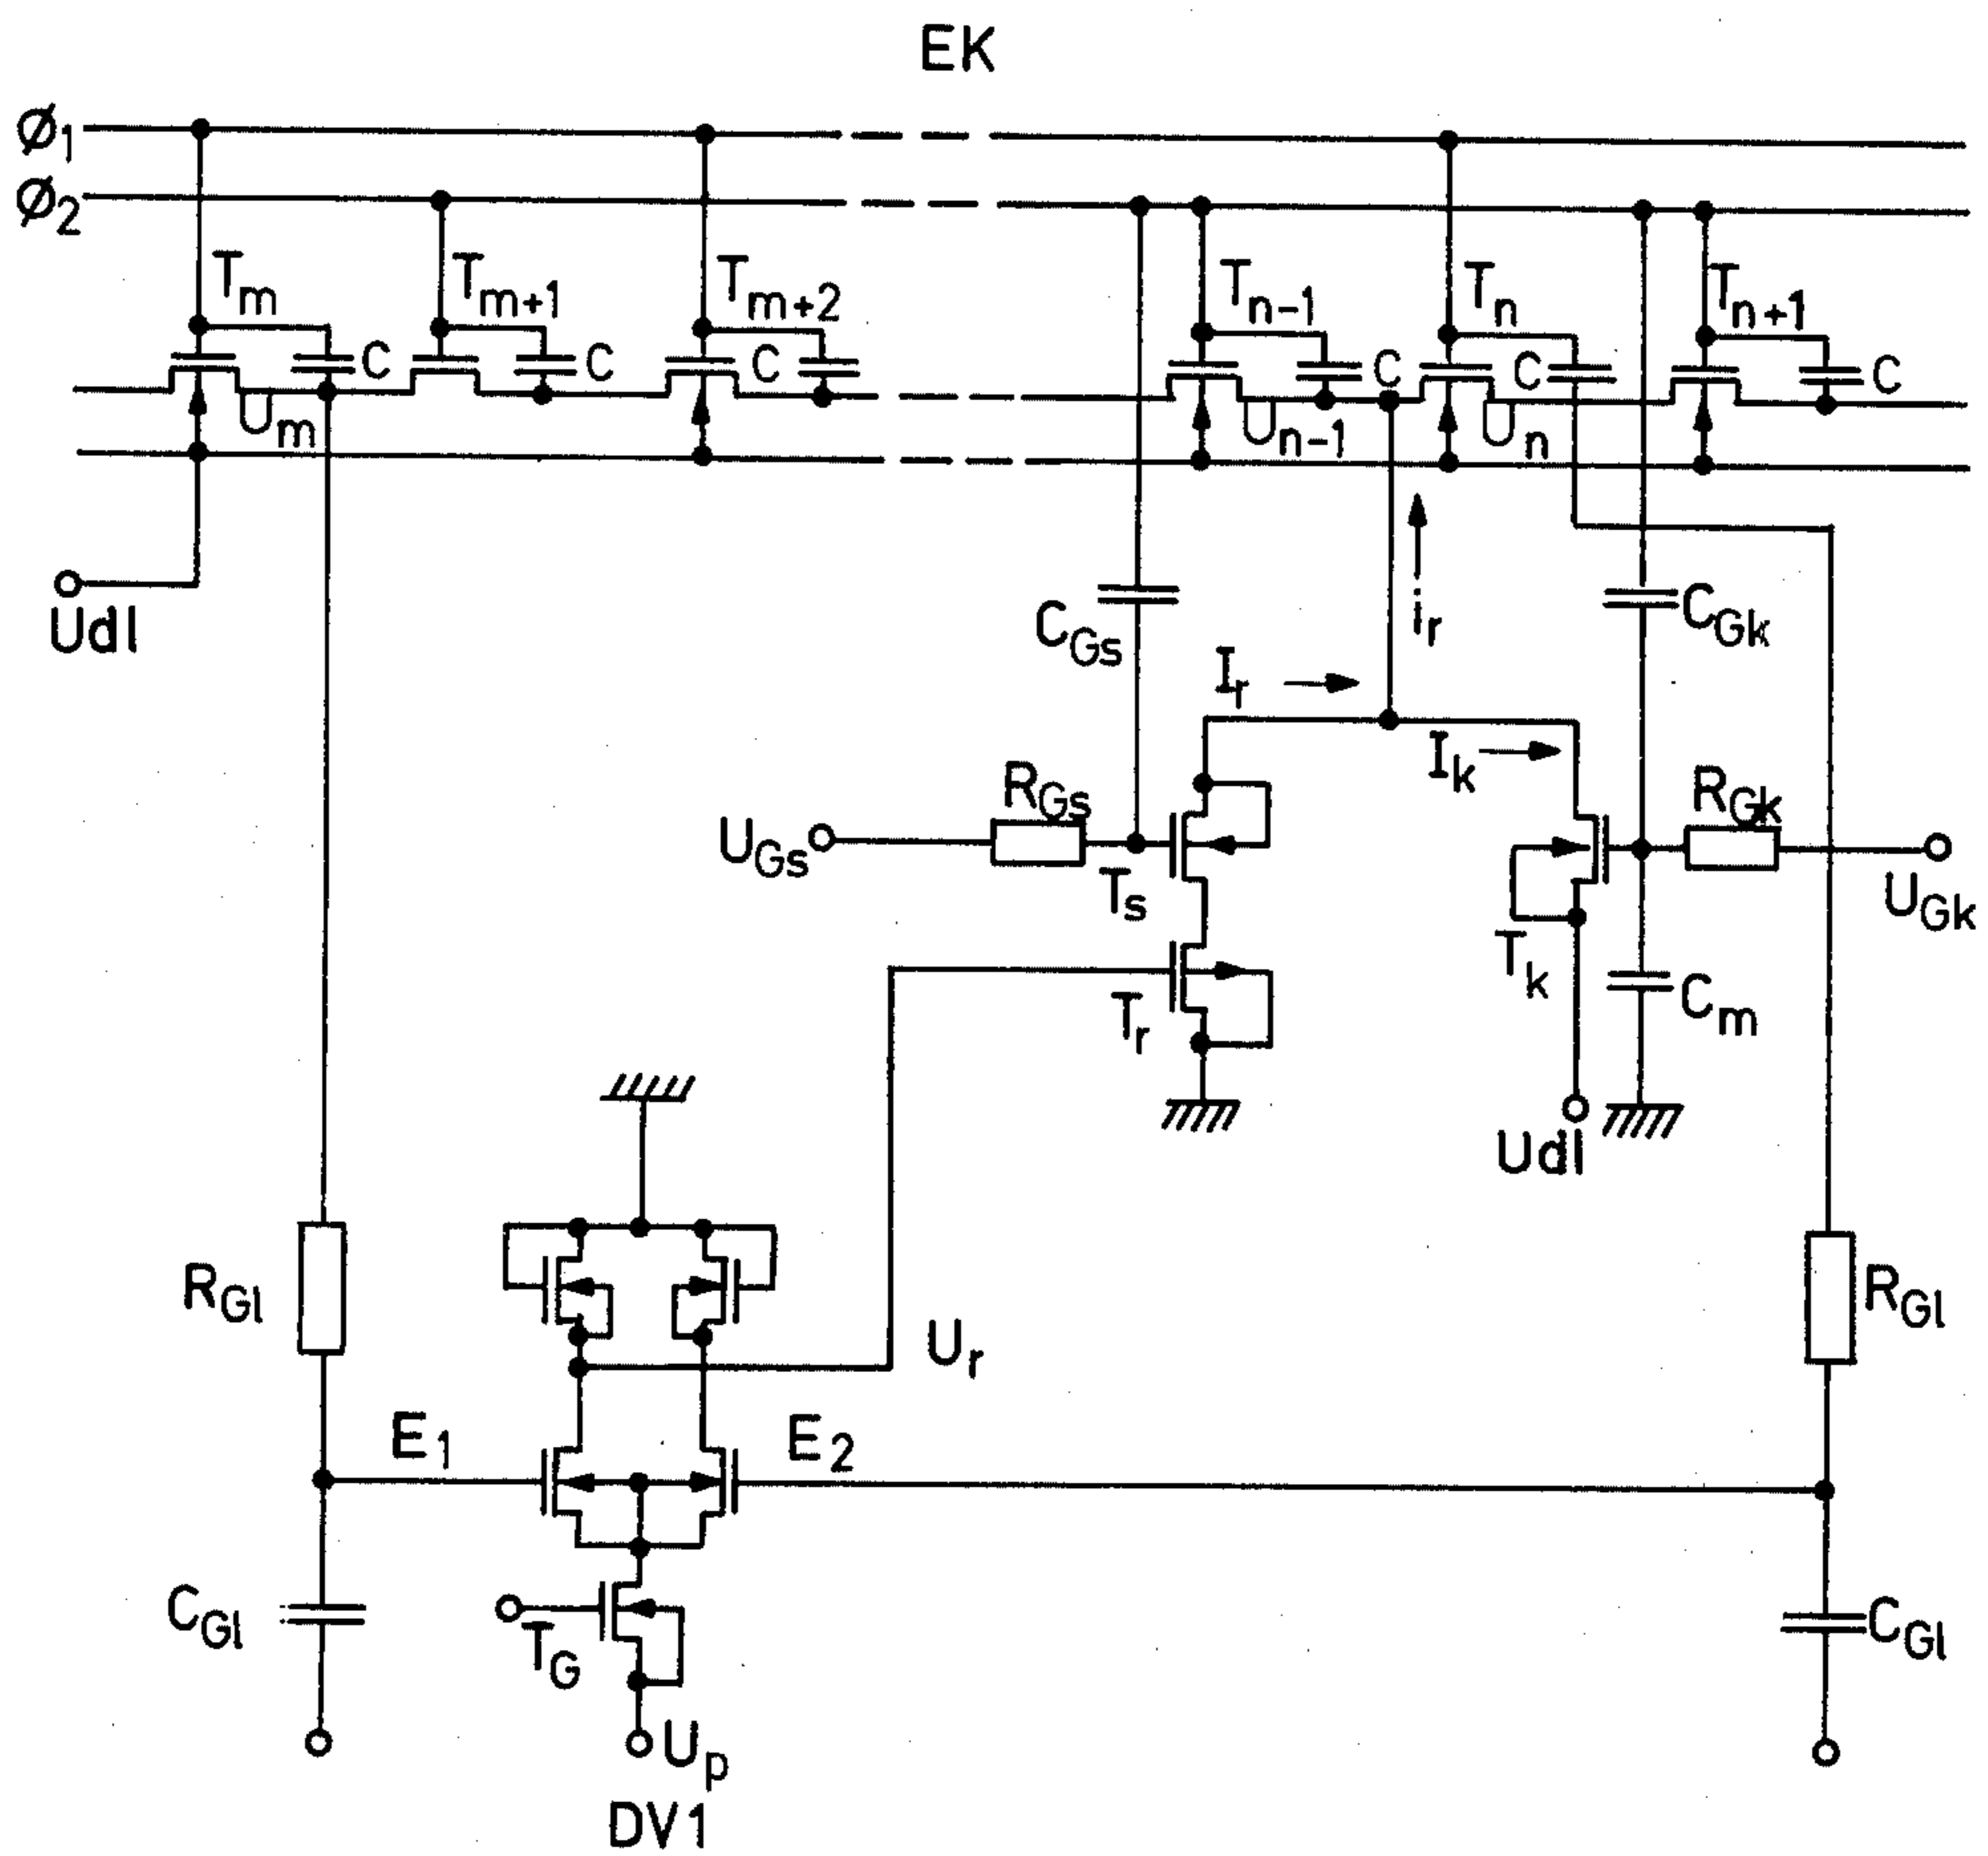 EK
Ø1
Ø2
Tm
Tm+1
Tm+2
Tn-1
Tn
Tn+1
C
C
C
C
C
C
Um
Un-1
Un
Udl
CGs
ir
CGk
Ir
Ik
RGs
RGk
UGs
Ts
UGk
Tk
Tr
Cm
Udl
RGl
Ur
RGl
E1
E2
CGl
TG
CGl
Up
DV1